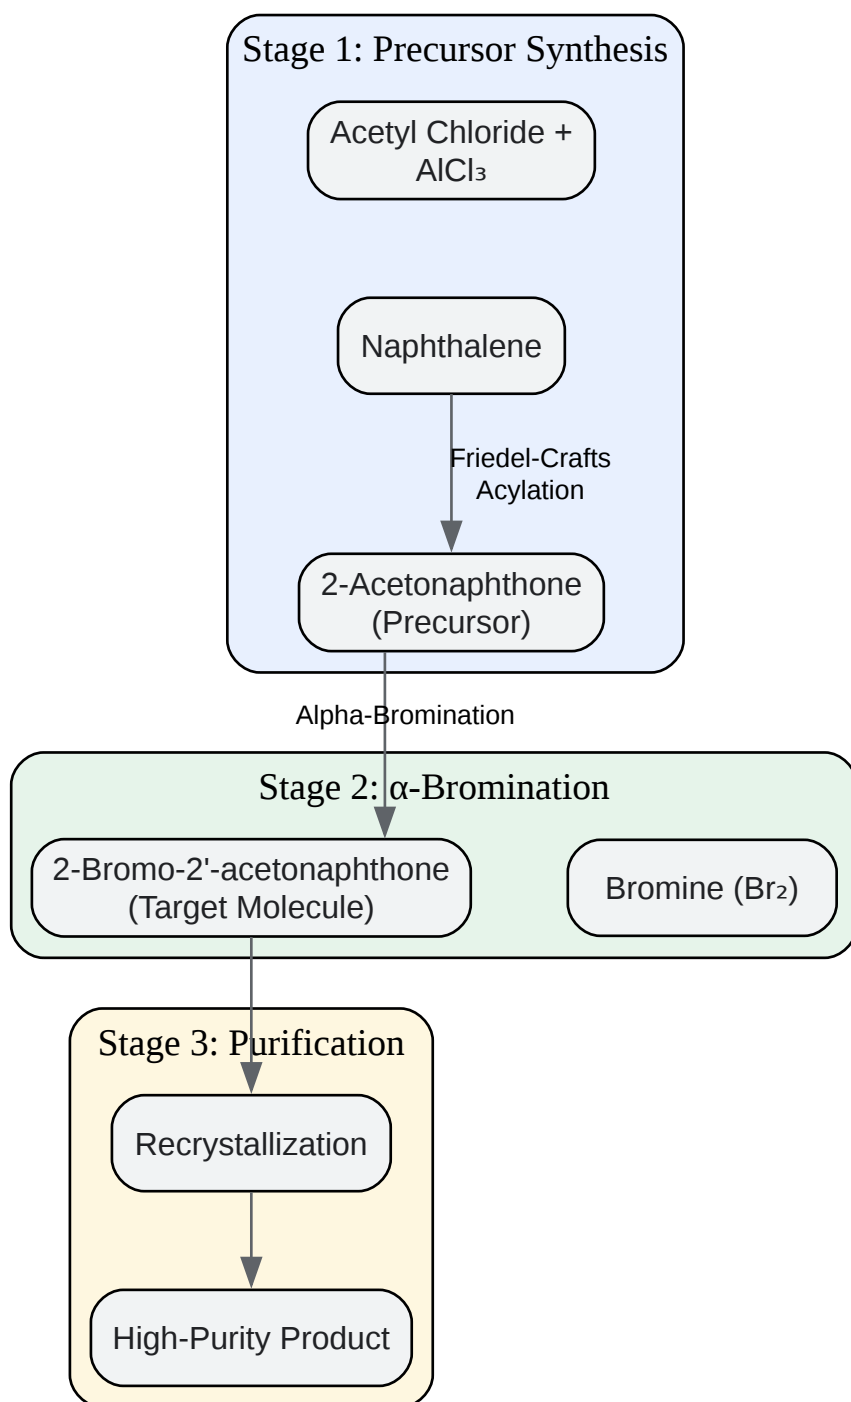 Stage 1: Precursor Synthesis
Acetyl Chloride +
AlCl₃
Naphthalene
Friedel-Crafts
Acylation
2-Acetonaphthone
(Precursor)
Alpha-Bromination
Stage 2: α-Bromination
2-Bromo-2'-acetonaphthone
(Target Molecule)
Bromine (Br₂)
Stage 3: Purification
Recrystallization
High-Purity Product